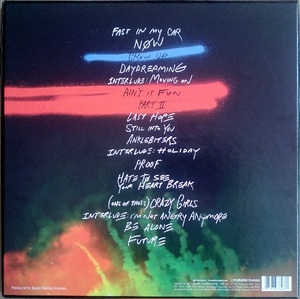 FAST IN MY CAR
NØW
GROW UP
DAYDREAMING
INTERLUDE: MOVING ON
AIN'T IT FUN
PART II
LAST HOPE
STILL INTO YOU
ANKLEBITERS
INTERLUDE: HOLIDAY
PROOF
HATE TO SEE
YOUR HEART BREAK
(ONE OF THOSE) CRAZY GIRLS
INTERLUDE: I'M NOT ANGRY ANYMORE
BE ALONE
FUTURE